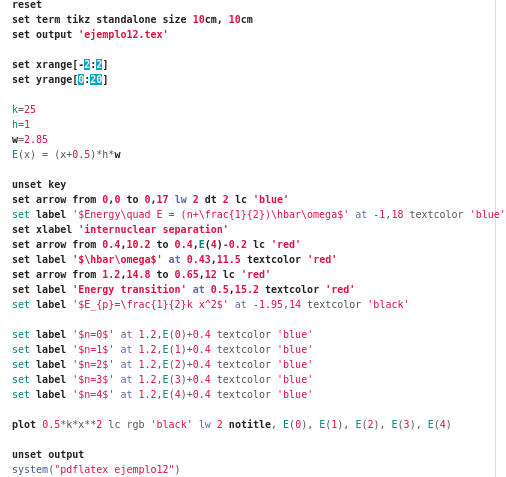 reset
set term tikz standalone size 10cm, 10cm
set output 'ejemplo12.tex'
set xrange[-2:2]
set yrange[0:20]
k=25
h=1
w=2.85
E(x) = (x+0.5)*h*w
unset key
set arrow from 0,0 to 0,17 lw 2 dt 2 lc 'blue'
set label '$Energy\quad E = (n+\frac{1}{2})\hbar\omega$' at -1,18 textcolor 'blue'
set xlabel 'internuclear separation'
set arrow from 0.4,10.2 to 0.4,E(4)-0.2 lc 'red'
set label '$\hbar\omega$' at 0.43,11.5 textcolor 'red'
set arrow from 1.2,14.8 to 0.65,12 lc 'red'
set label 'Energy transition' at 0.5,15.2 textcolor 'red'
set label '$E_{p}=\frac{1}{2}k x^2$' at -1.95,14 textcolor 'black'
set label '$n=0$' at 1.2,E(0)+0.4 textcolor 'blue'
set label '$n=1$' at 1.2,E(1)+0.4 textcolor 'blue'
set label '$n=2$' at 1.2,E(2)+0.4 textcolor 'blue'
set label '$n=3$' at 1.2,E(3)+0.4 textcolor 'blue'
set label '$n=4$' at 1.2,E(4)+0.4 textcolor 'blue'
plot 0.5*k*x**2 lc rgb 'black' lw 2 notitle, E(0), E(1), E(2), E(3), E(4)
unset output
system("pdflatex ejemplo12")